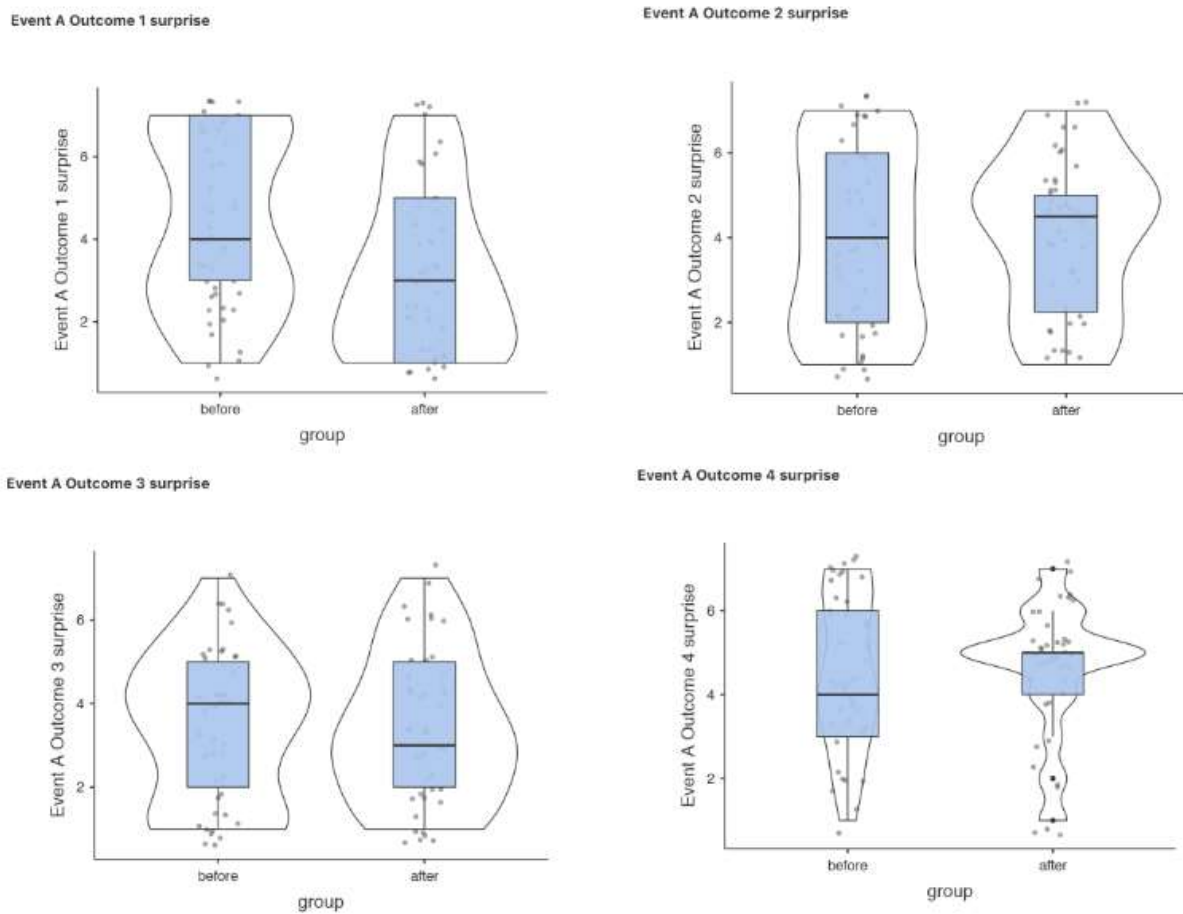 Event A Outcome 1 surprise
Event A Outcome 1 surprise
6
4
2
before
after
group
Event A Outcome 2 surprise
Event A Outcome 2 surprise
6
4
2
before
after
group
Event A Outcome 3 surprise
Event A Outcome 3 surprise
6
4
2
before
after
group
Event A Outcome 4 surprise
Event A Outcome 4 surprise
6
4
2
before
after
group